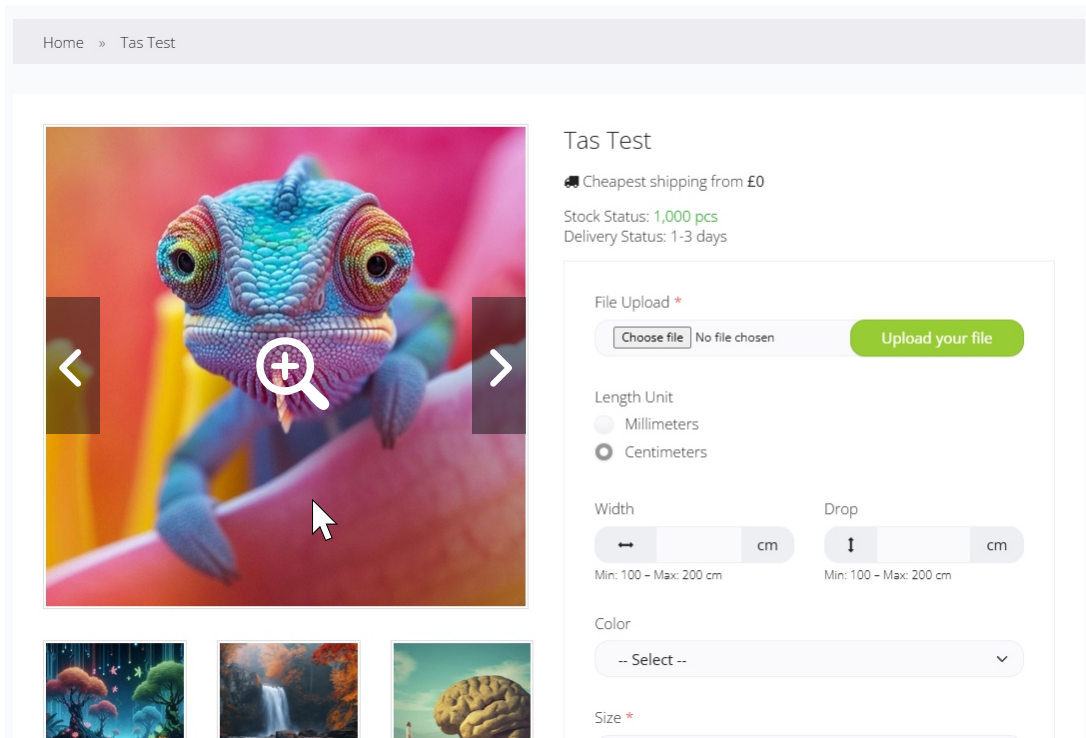 Home » Tas Test
Tas Test
Cheapest shipping from £0
Stock Status: 1,000 pcs
Delivery Status: 1-3 days
File Upload *
Choose file No file chosen Upload your file
Length Unit
Millimeters
Centimeters
Width Drop
cm cm
Min: 100 – Max: 200 cm Min: 100 – Max: 200 cm
Color
-- Select --
Size *